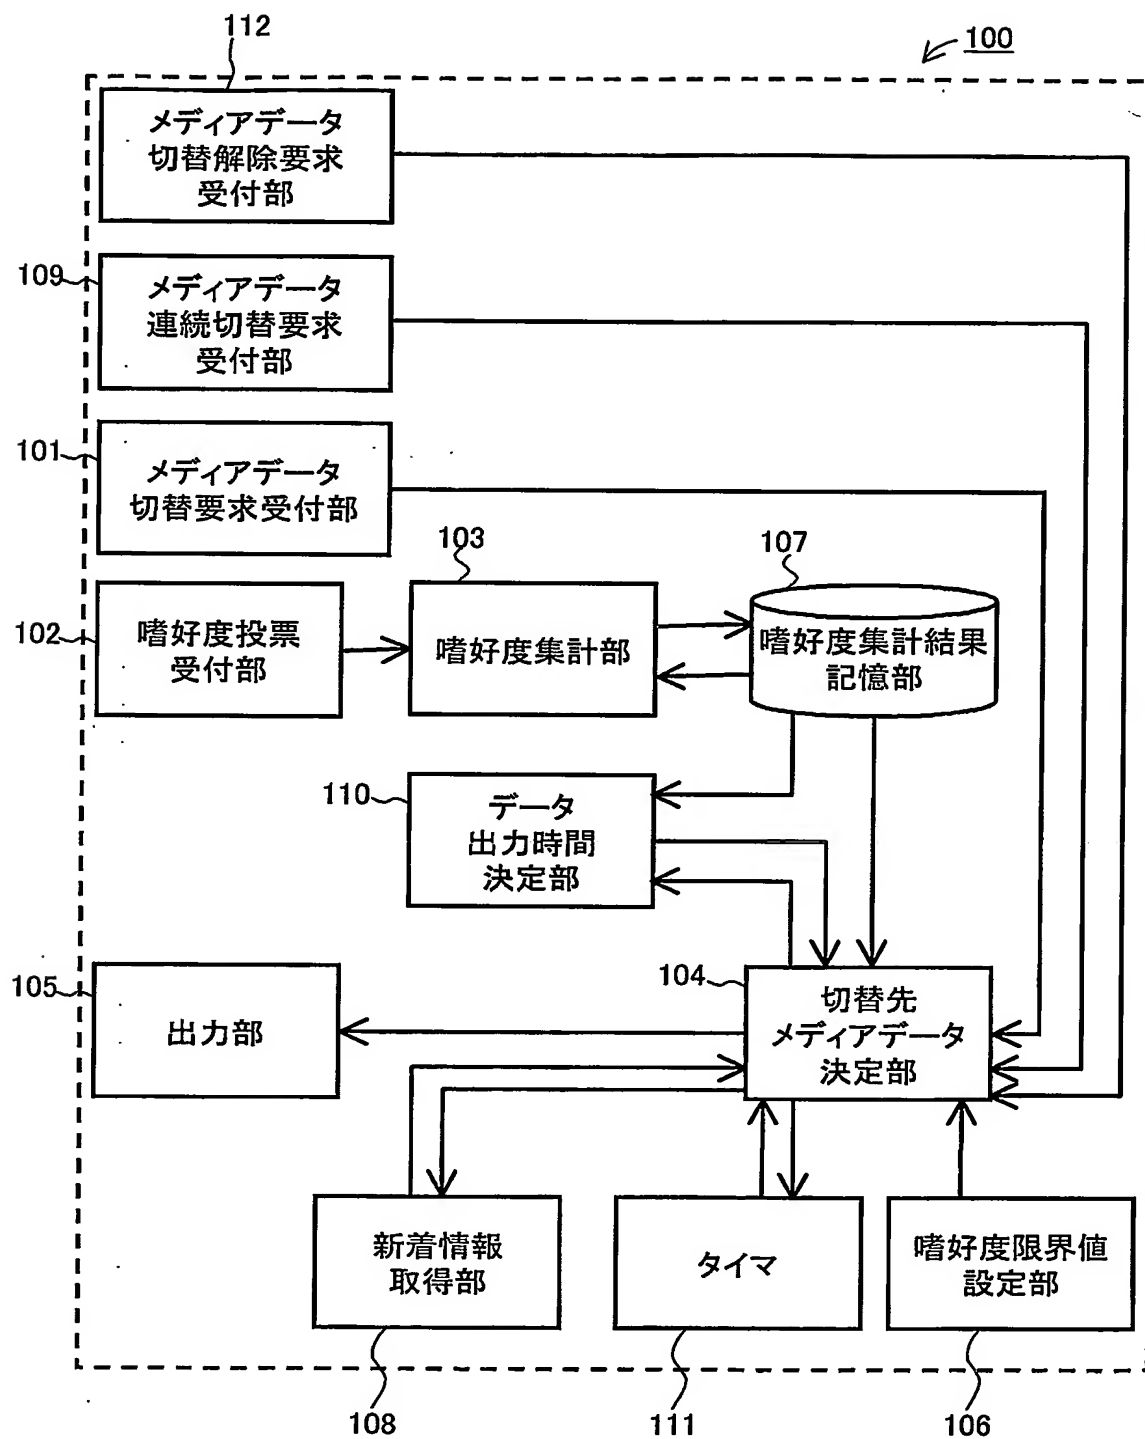 112
100
メディアデータ
切替解除要求
受付部
109
メディアデータ
連続切替要求
受付部
101
メディアデータ
切替要求受付部
103
107
102
嗜好度投票
受付部
嗜好度集計部
嗜好度集計結果
記憶部
110
データ
出力時間
決定部
105
出力部
104
切替先
メディアデータ
決定部
新着情報
取得部
タイマ
嗜好度限界値
設定部
108
111
106